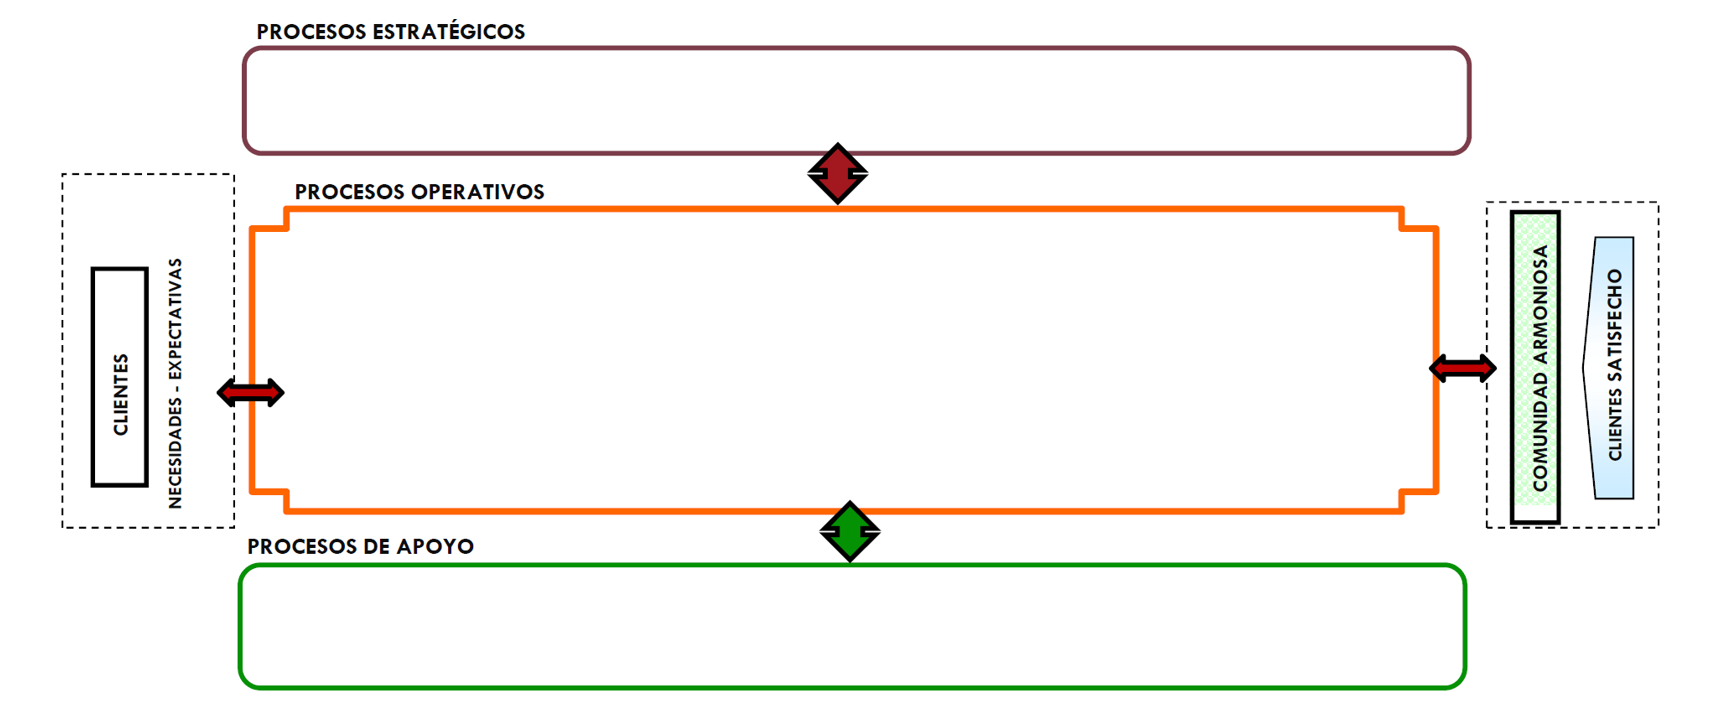 PROCESOS ESTRATÉGICOS
PROCESOS OPERATIVOS
CLIENTES
NECESIDADES - EXPECTATIVAS
COMUNIDAD ARMONIOSA
CLIENTES SATISFECHO
PROCESOS DE APOYO